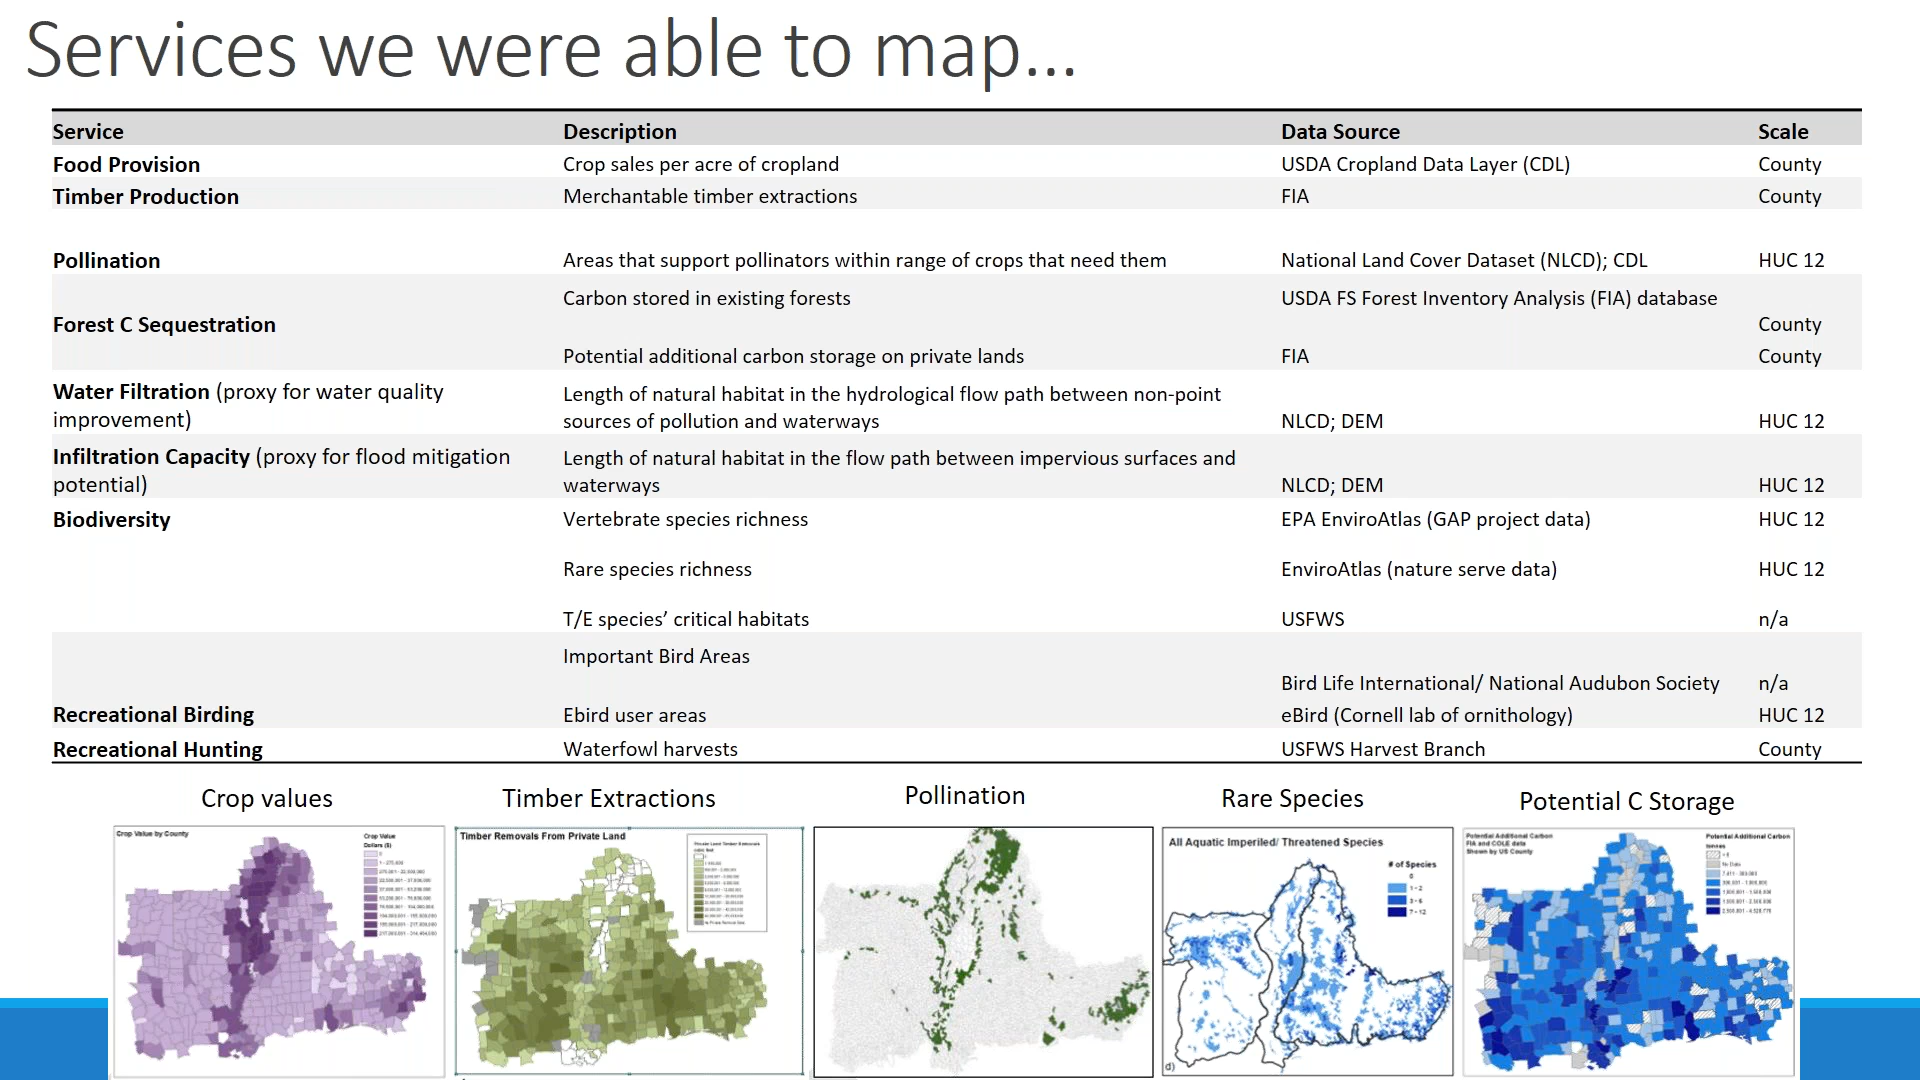 Services we were able to map...
Service Description Data Source Scale
Food Provision Crop sales per acre of cropland USDA Cropland Data Layer (CDL) County
Timber Production Merchantable timber extractions FIA County
Pollination Areas that support pollinators within range of crops that need them National Land Cover Dataset (NLCD); CDL HUC 12
Carbon stored in existing forests USDA FS Forest Inventory Analysis (FIA) database
Forest C Sequestration County
Potential additional carbon storage on private lands FIA County
Water Filtration (proxy for water quality
improvement)
Length of natural habitat in the hydrological flow path between non-point
sources of pollution and waterways NLCD; DEM HUC 12
Infiltration Capacity (proxy for flood mitigation
potential)
Length of natural habitat in the flow path between impervious surfaces and
waterways NLCD; DEM HUC 12
Biodiversity Vertebrate species richness EPA EnviroAtlas (GAP project data) HUC 12
Rare species richness EnviroAtlas (nature serve data) HUC 12
T/E species’ critical habitats USFWS n/a
Important Bird Areas
Bird Life International/ National Audubon Society n/a
Recreational Birding Ebird user areas eBird (Cornell lab of ornithology) HUC 12
Recreational Hunting Waterfowl harvests USFWS Harvest Branch County
Crop values
Timber Extractions
Pollination
Rare Species
Potential C Storage
Crop Value by County
Crop Value
Dollars ($)
Timber Removals From Private Land
All Aquatic Imperiled/ Threatened Species
# of Species
0
1 - 2
3 - 6
7 - 12
d)
Potential Additional Carbon
FIA and COLE data
Shown by US County
Potential Additional Carbon
tonnes
No Data